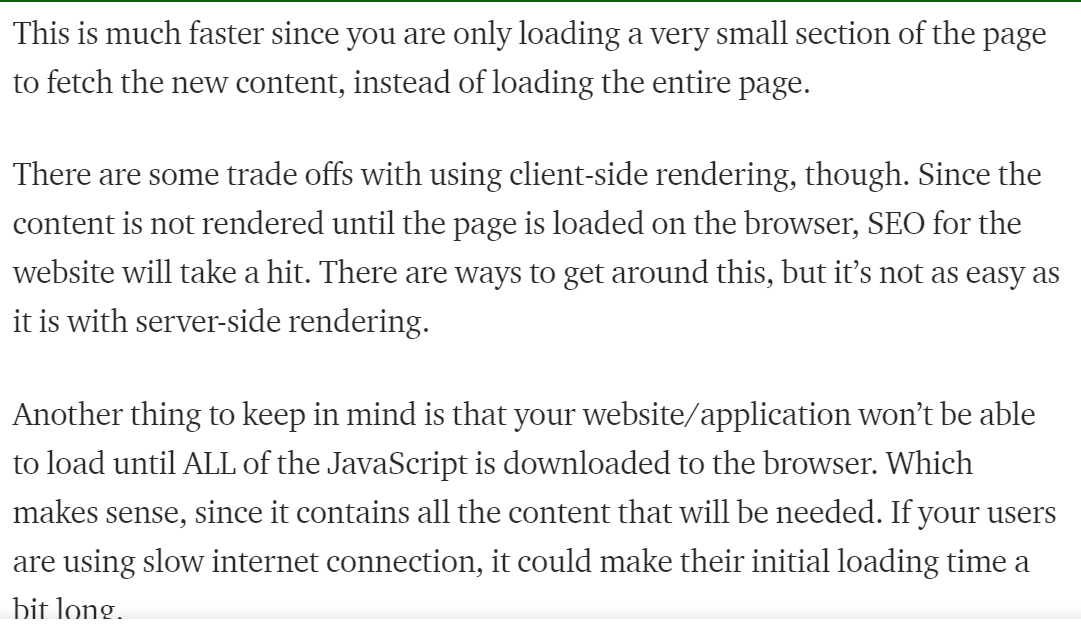 This is much faster since you are only loading a very small section of the page
to fetch the new content, instead of loading the entire page.
There are some trade offs with using client-side rendering, though. Since the
content is not rendered until the page is loaded on the browser, SEO for the
website will take a hit. There are ways to get around this, but it’s not as easy as
it is with server-side rendering.
Another thing to keep in mind is that your website/application won’t be able
to load until ALL of the JavaScript is downloaded to the browser. Which
makes sense, since it contains all the content that will be needed. If your users
are using slow internet connection, it could make their initial loading time a
bit long.